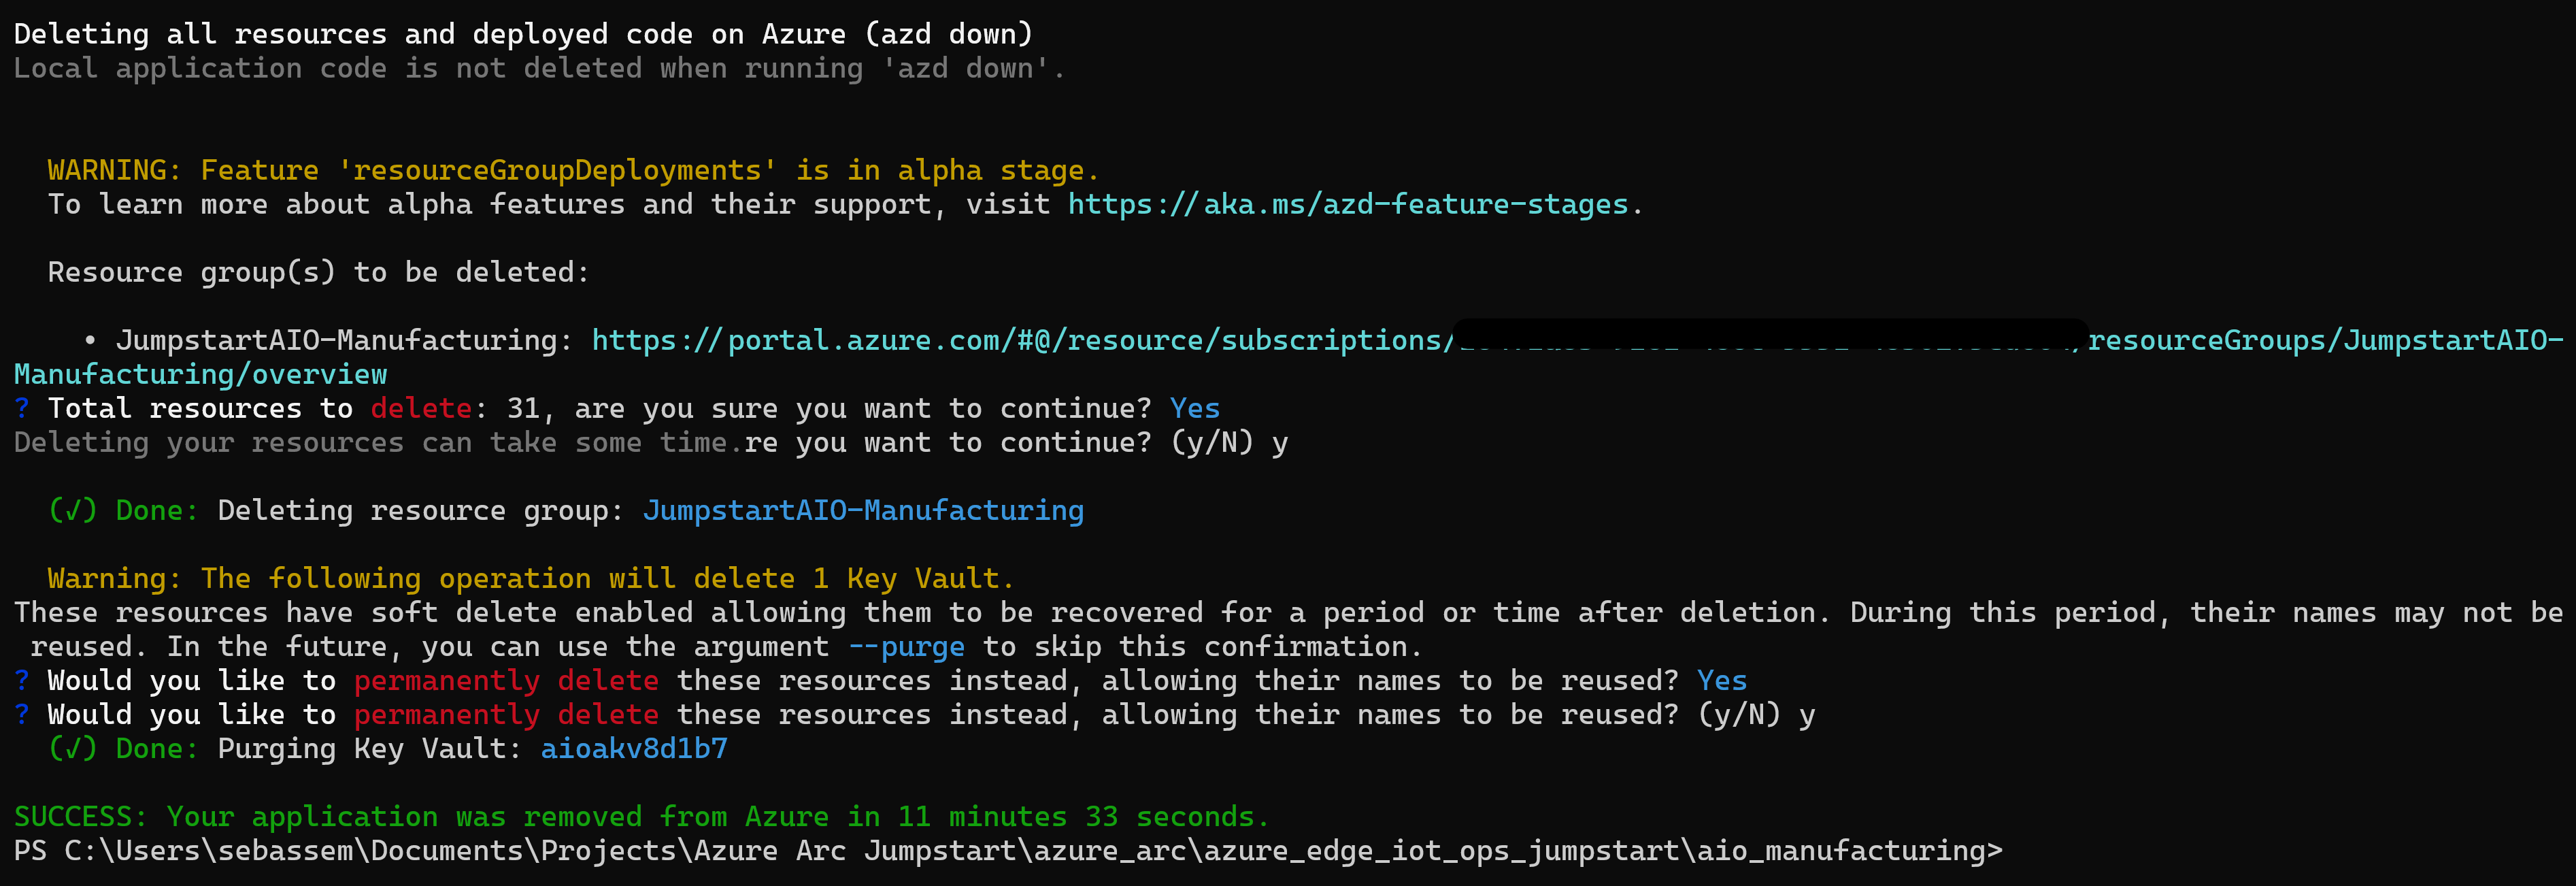 Deleting all resources and deployed code on Azure (azd down)
Local application code is not deleted when running 'azd down'.
WARNING: Feature 'resourceGroupDeployments' is in alpha stage.
To learn more about alpha features and their support, visit https://aka.ms/azd-feature-stages.
Resource group(s) to be deleted:
• JumpstartAIO-Manufacturing: https://portal.azure.com/#@/resource/subscriptions/ /resourceGroups/JumpstartAIO-
Manufacturing/overview
? Total resources to delete: 31, are you sure you want to continue? Yes
Deleting your resources can take some time.re you want to continue? (y/N) y
(√) Done: Deleting resource group: JumpstartAIO-Manufacturing
Warning: The following operation will delete 1 Key Vault.
These resources have soft delete enabled allowing them to be recovered for a period or time after deletion. During this period, their names may not be
reused. In the future, you can use the argument --purge to skip this confirmation.
? Would you like to permanently delete these resources instead, allowing their names to be reused? Yes
? Would you like to permanently delete these resources instead, allowing their names to be reused? (y/N) y
(√) Done: Purging Key Vault: aioakv8d1b7
SUCCESS: Your application was removed from Azure in 11 minutes 33 seconds.
PS C:\Users\sebassem\Documents\Projects\Azure Arc Jumpstart\azure_arc\azure_edge_iot_ops_jumpstart\aio_manufacturing>